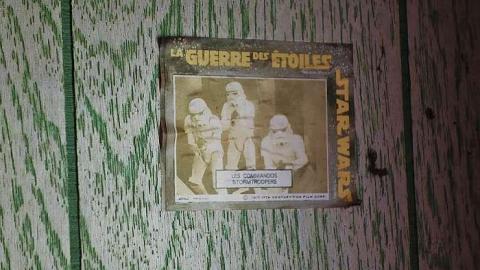 LA GUERRE DES ÉTOILES
STAR WARS
LES COMMANDOS
STORMTROOPERS